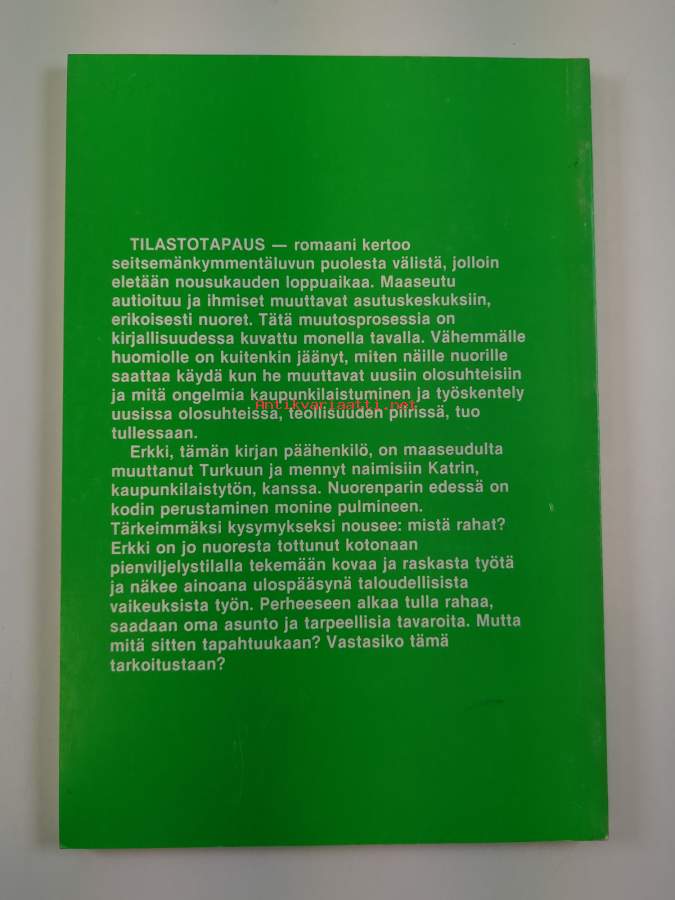 TILASTOTAPAUS — romaani kertoo
seitsemänkymmentäluvun puolesta välistä, jolloin
eletään nousukauden loppuaikaa. Maaseutu
autioituu ja ihmiset muuttavat asutuskeskuksiin,
erikoisesti nuoret. Tätä muutosprosessia on
kirjallisuudessa kuvattu monella tavalla. Vähemmälle
huomiolle on kuitenkin jäänyt, miten näille nuorille
saattaa käydä kun he muuttavat uusiin olosuhteisiin
ja mitä ongelmia kaupunkilaistuminen ja työskentely
Antikvariaatti.net
uusissa olosuhteissa, teollisuuden piirissä, tuo
tullessaan.
Erkki, tämän kirjan päähenkilö, on maaseudulta
muuttanut Turkuun ja mennyt naimisiin Katrin,
kaupunkilaistytön, kanssa. Nuorenparin edessä on
kodin perustaminen monine pulmineen.
Tärkeimmäksi kysymykseksi nousee: mistä rahat?
Erkki on jo nuoresta tottunut kotonaan
pienviljelystilalla tekemään kovaa ja raskasta työtä
ja näkee ainoana ulospääsynä taloudellisista
vaikeuksista työn. Perheeseen alkaa tulla rahaa,
saadaan oma asunto ja tarpeellisia tavaroita. Mutta
mitä sitten tapahtuukaan? Vastasiko tämä
tarkoitustaan?